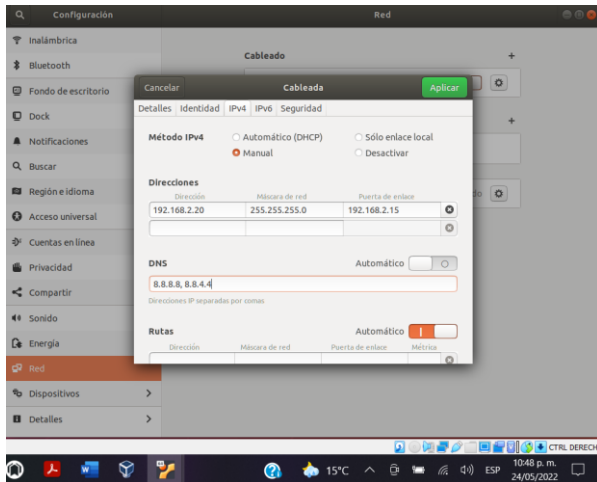 Configuración
Red
Inalámbrica
Bluetooth
Fondo de escritorio
Dock
Notificaciones
Buscar
Región e idioma
Acceso universal
Cuentas en línea
Privacidad
Compartir
Sonido
Energía
Red
Dispositivos
Detalles
Cableado +
+
Cancelar Cableada Aplicar
Detalles Identidad IPv4 IPv6 Seguridad
Método IPv4 Automático (DHCP) Sólo enlace local
Manual Desactivar
Direcciones
Dirección Máscara de red Puerta de enlace
192.168.2.20 255.255.255.0 192.168.2.15
DNS Automático
8.8.8.8, 8.8.4.4
Direcciones IP separadas por comas
Rutas Automático
Dirección Máscara de red Puerta de enlace Métrica
CTRL DERECH
15°C ESP 10:48 p. m.
24/05/2022